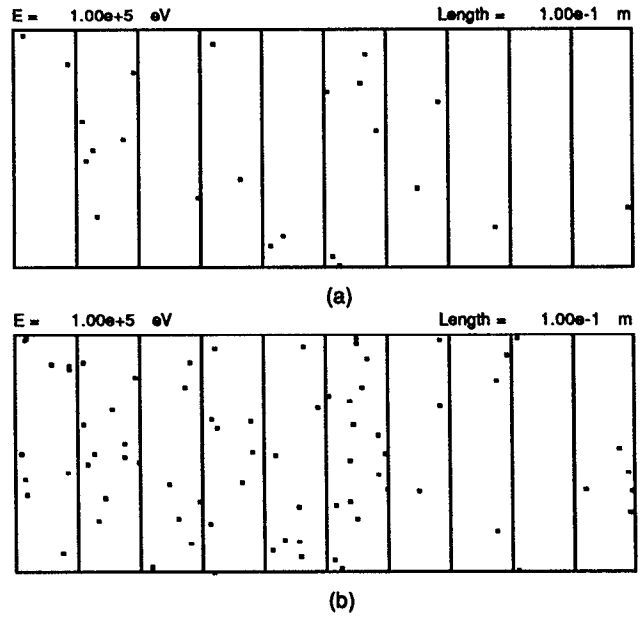 E = 1.00e+5 eV Length = 1.00e-1 m
(a)
E = 1.00e+5 eV Length = 1.00e-1 m
(b)